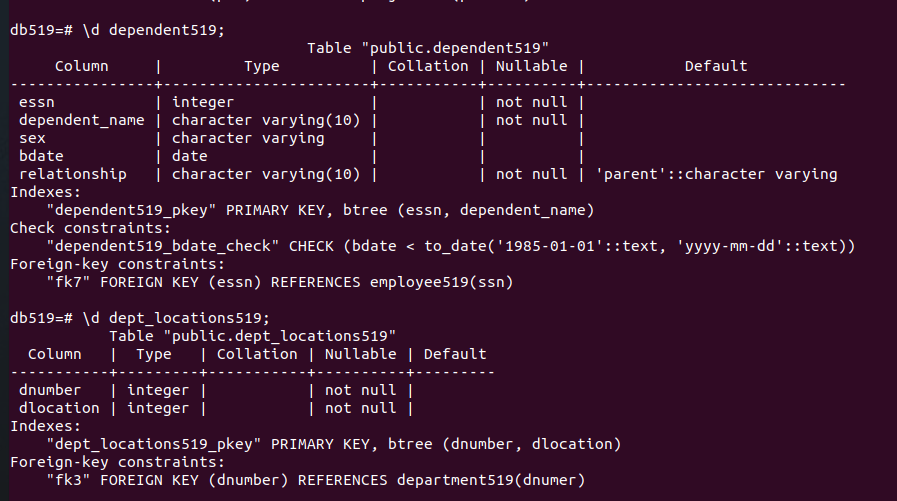 db519=# \d dependent519;
                                  Table "public.dependent519"
     Column     |         Type          | Collation | Nullable |           Default
----------------+-----------------------+-----------+----------+-----------------------------
 essn           | integer               |           | not null |
 dependent_name | character varying(10) |           | not null |
 sex            | character varying     |           |          |
 bdate          | date                  |           |          |
 relationship   | character varying(10) |           | not null | 'parent'::character varying
Indexes:
    "dependent519_pkey" PRIMARY KEY, btree (essn, dependent_name)
Check constraints:
    "dependent519_bdate_check" CHECK (bdate < to_date('1985-01-01'::text, 'yyyy-mm-dd'::text))
Foreign-key constraints:
    "fk7" FOREIGN KEY (essn) REFERENCES employee519(ssn)

db519=# \d dept_locations519;
           Table "public.dept_locations519"
  Column   |  Type   | Collation | Nullable | Default
-----------+---------+-----------+----------+---------
 dnumber   | integer |           | not null |
 dlocation | integer |           | not null |
Indexes:
    "dept_locations519_pkey" PRIMARY KEY, btree (dnumber, dlocation)
Foreign-key constraints:
    "fk3" FOREIGN KEY (dnumber) REFERENCES department519(dnumer)